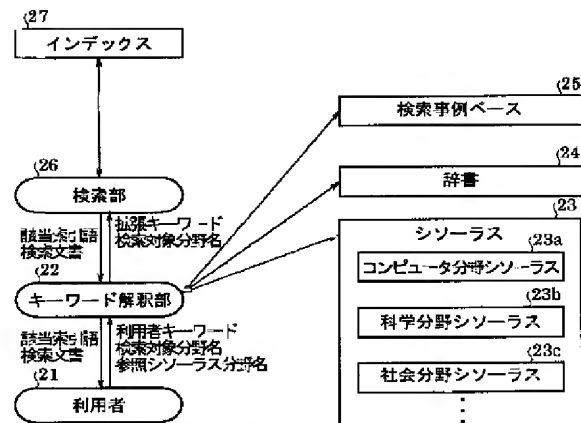 27
インデックス
25
検索事例ベース
24
辞書
26
検索部
23
シソーラス
23a
コンピュータ分野シソーラス
23b
科学分野シソーラス
23c
社会分野シソーラス
⋮
該当索引語
検索文書
拡張キーワード
検索対象分野名
22
キーワード解釈部
該当索引語
検索文書
利用者キーワード
検索対象分野名
参照シソーラス分野名
21
利用者